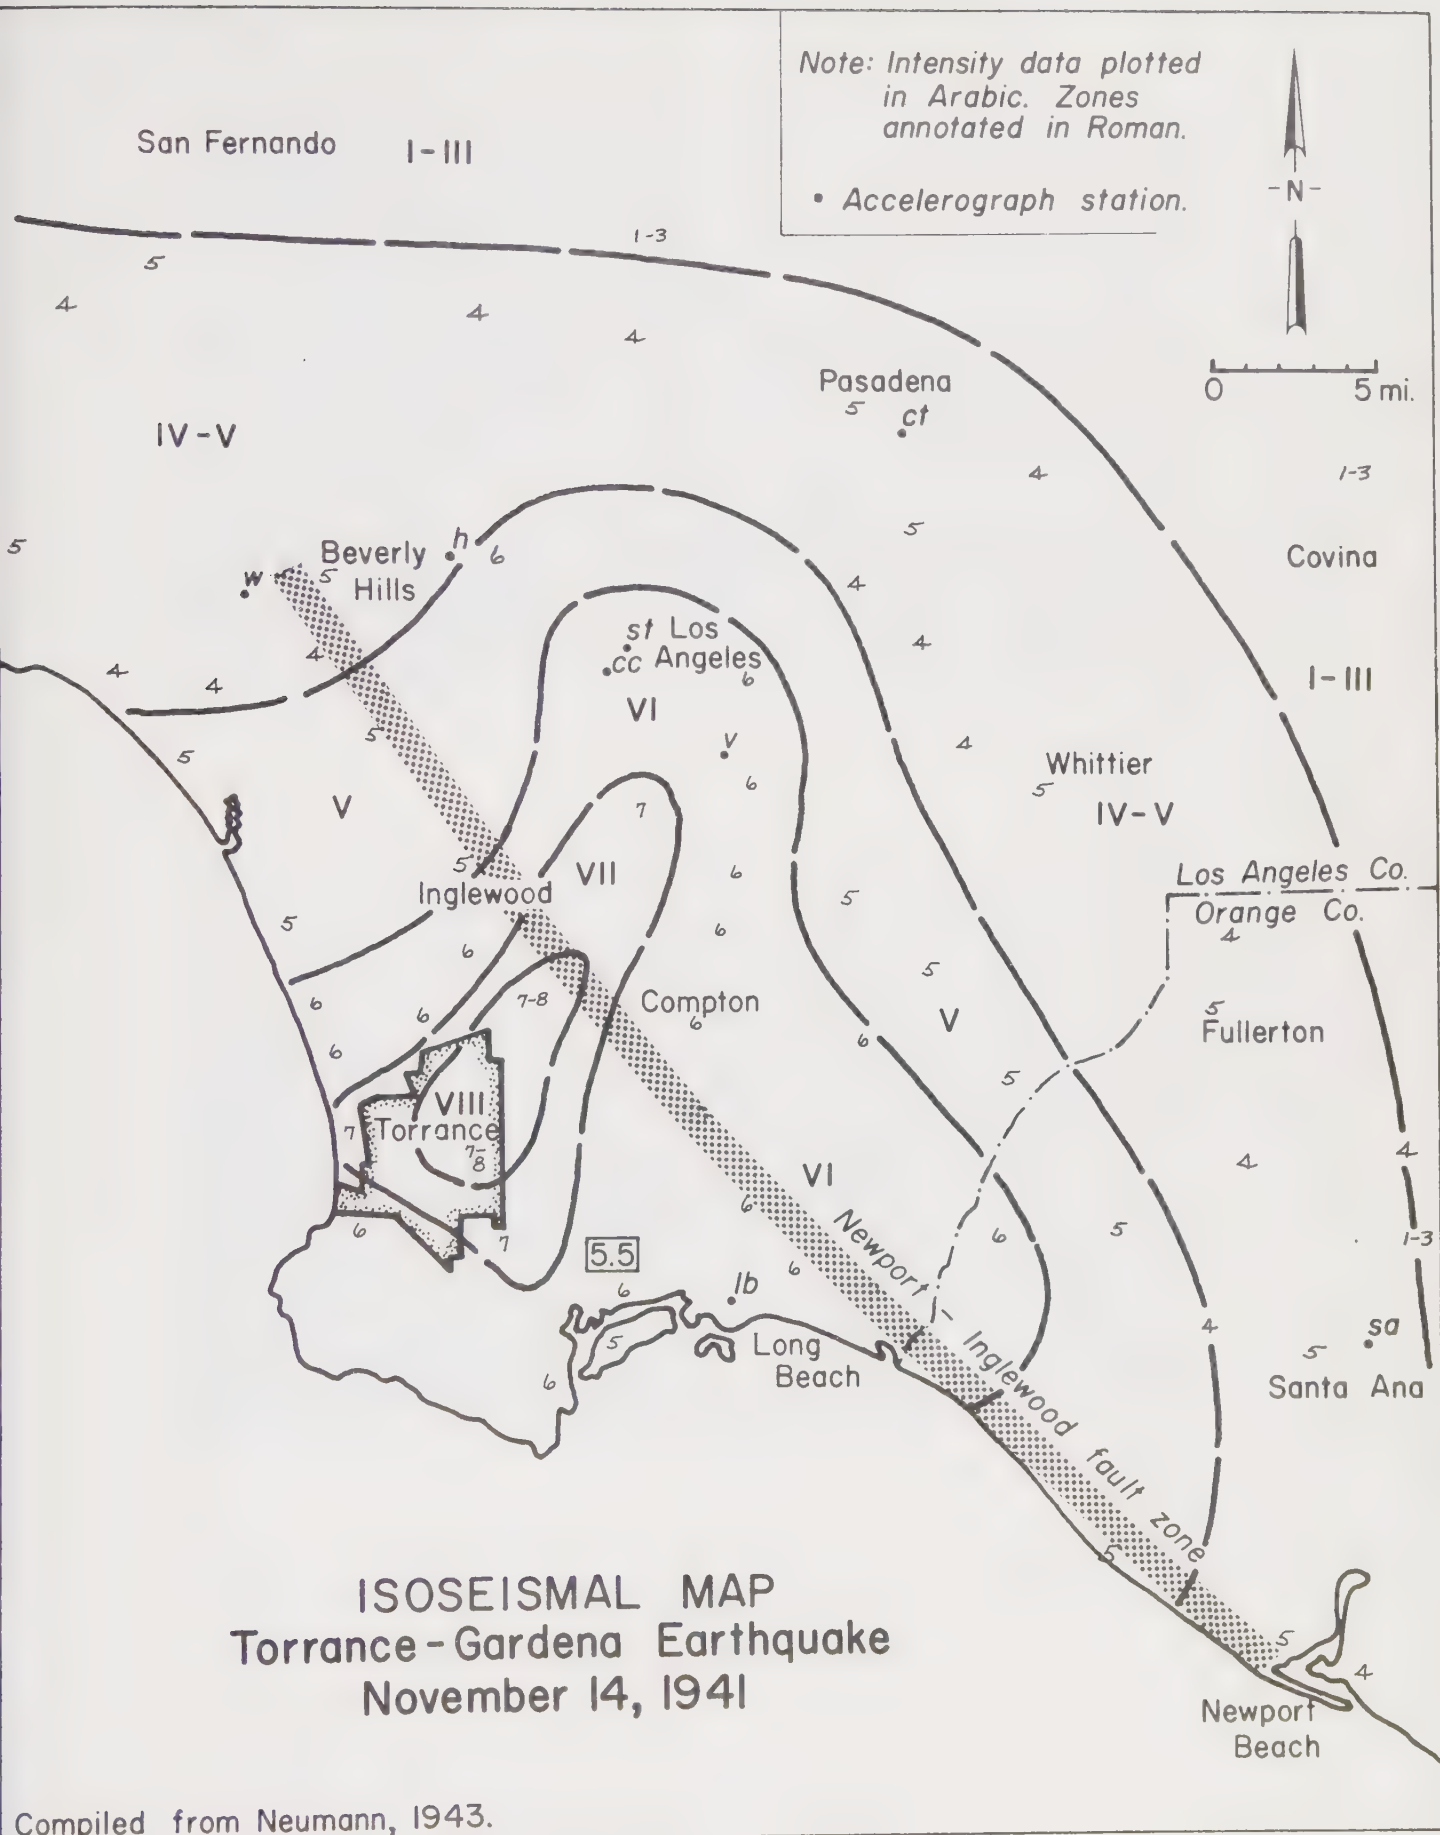 Note: Intensity data plotted
in Arabic. Zones
annotated in Roman.
• Accelerograph station.
-N-
0 5 mi.
San Fernando I-III
1-3
5
4
4
4
Pasadena
5
ct
IV-V
4
1-3
5
5
Covina
Beverly
Hills
h
6
w
5
4
st Los
cc Angeles
6
4
4
4
4
I-III
VI
5
5
v
4
Whittier
5
6
IV-V
V
7
5
VII
6
5
Los Angeles Co.
Orange Co.
4
Inglewood
5
6
6
5
7-8
Compton
6
6
6
V
5
Fullerton
6
6
5
VIII
Torrance
7
7-
8
VI
4
4
6
6
7
6
5
1-3
5.5
6
6
lb
5
Long
Beach
4
sa
5
Santa Ana
6
Newport - Inglewood fault zone
5
5
4
Newport
Beach
ISOSEISMAL MAP
Torrance-Gardena Earthquake
November 14, 1941
Compiled from Neumann, 1943.